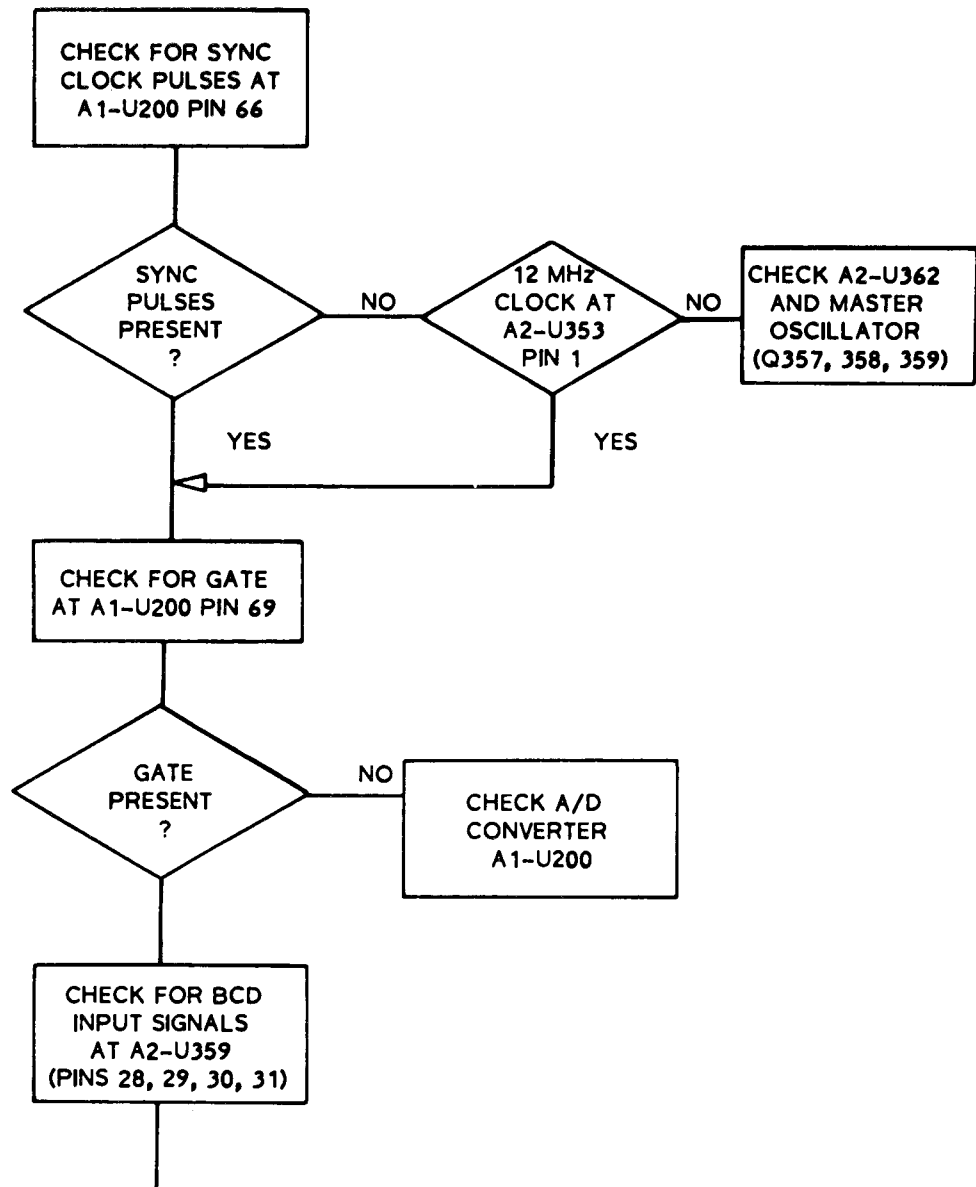 CHECK FOR SYNC
CLOCK PULSES AT
A1-U200 PIN 66
SYNC
PULSES
PRESENT
?
NO
12 MHz
CLOCK AT
A2-U353
PIN 1
NO
CHECK A2-U362
AND MASTER
OSCILLATOR
(Q357, 358, 359)
YES
YES
CHECK FOR GATE
AT A1-U200 PIN 69
GATE
PRESENT
?
NO
CHECK A/D
CONVERTER
A1-U200
CHECK FOR BCD
INPUT SIGNALS
AT A2-U359
(PINS 28, 29, 30, 31)